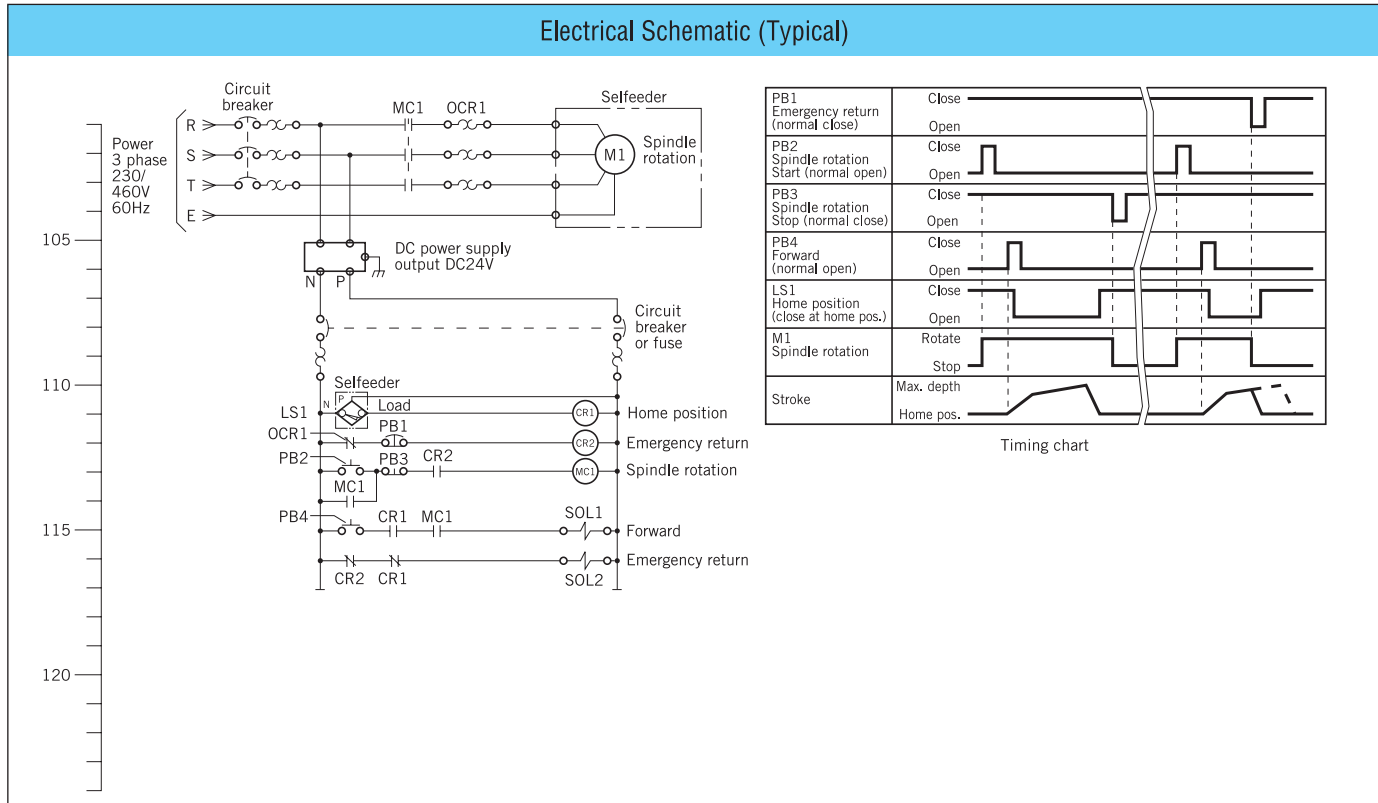 Electrical Schematic (Typical)
Circuit
breaker
MC1
OCR1
Selfeeder
R
S
T
E
Power
3 phase
230/
460V
60Hz
M1
Spindle
rotation
105
DC power supply
output DC24V
N
P
Circuit
breaker
or fuse
110
Selfeeder
LS1
N
P
Load
CR1
Home position
OCR1
PB1
CR2
Emergency return
PB2
PB3
CR2
MC1
Spindle rotation
MC1
PB4
CR1
MC1
SOL1
Forward
115
CR2
CR1
SOL2
Emergency return
120
PB1
Emergency return
(normal close)
Close
Open
PB2
Spindle rotation
Start (normal open)
Close
Open
PB3
Spindle rotation
Stop (normal close)
Close
Open
PB4
Forward
(normal open)
Close
Open
LS1
Home position
(close at home pos.)
Close
Open
M1
Spindle rotation
Rotate
Stop
Stroke
Max. depth
Home pos.
Timing chart